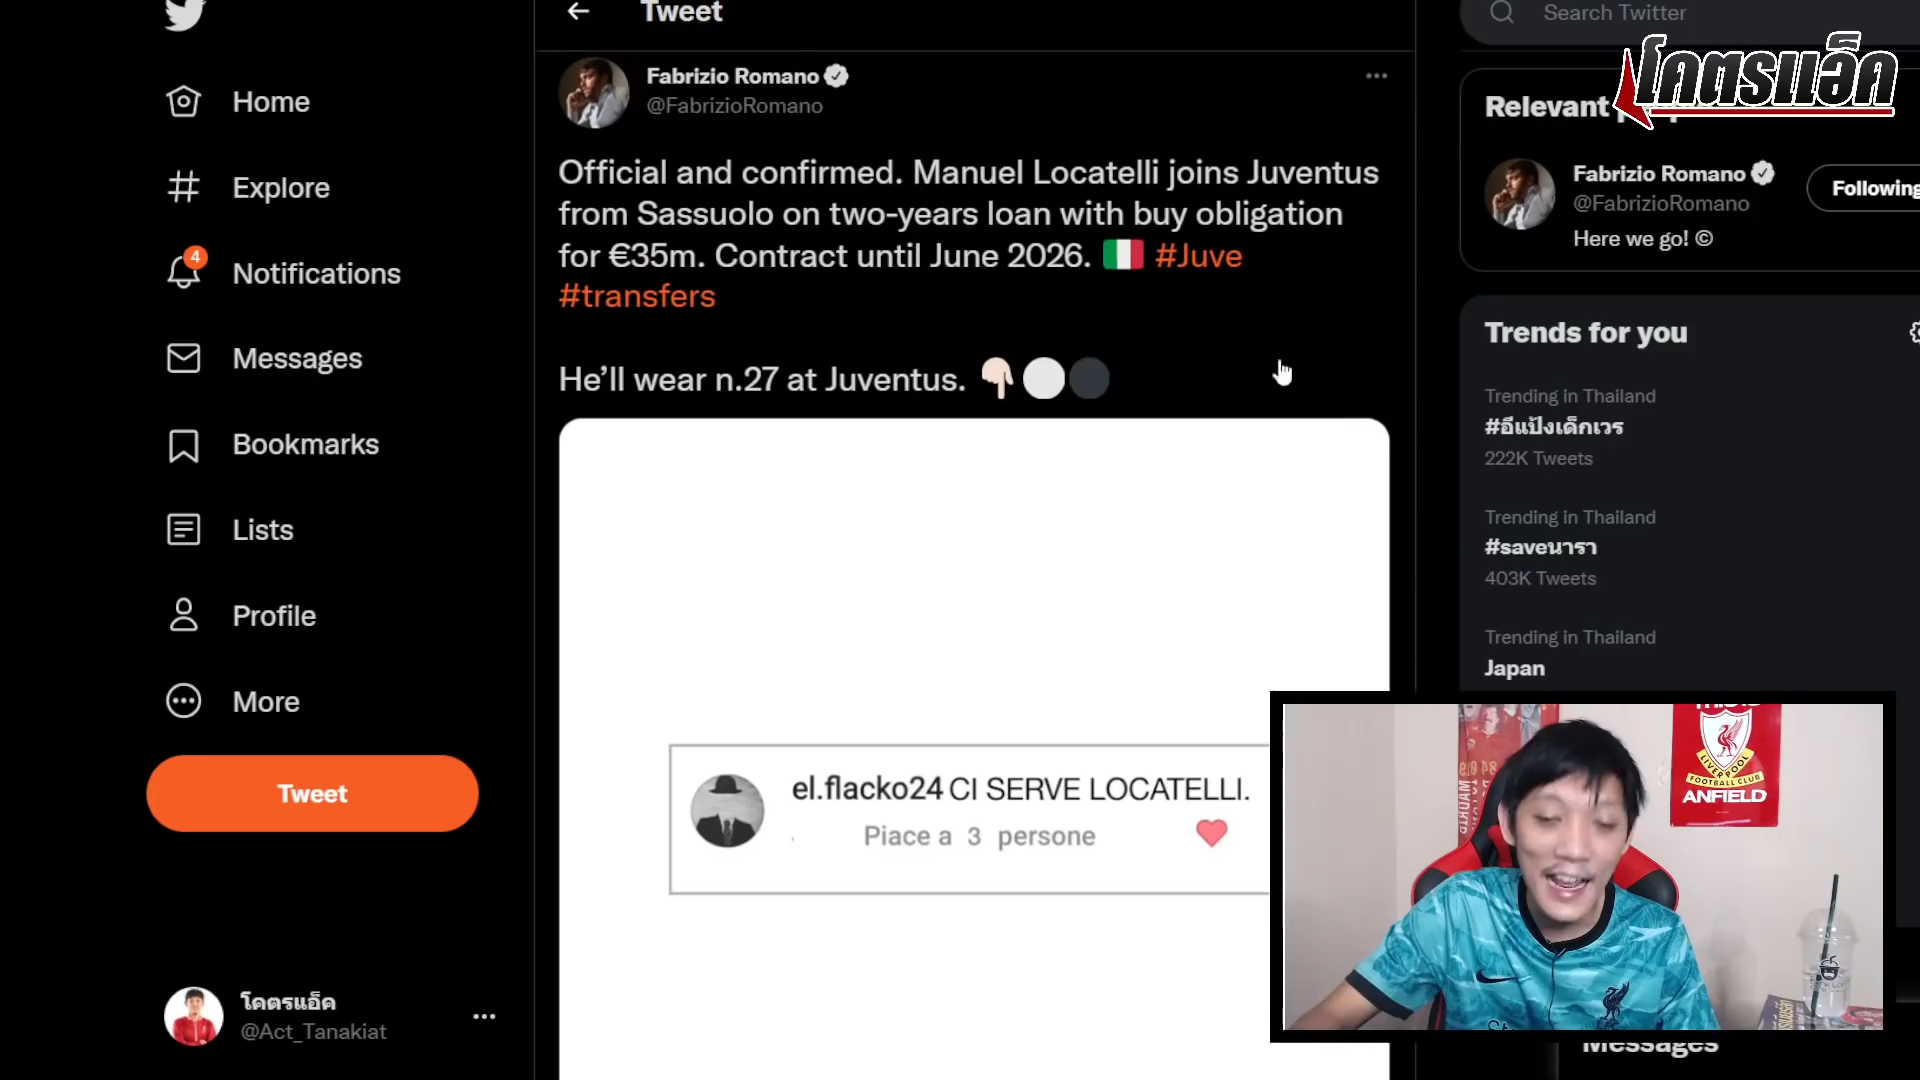 Home
Explore
4
Notifications
Messages
Bookmarks
Lists
Profile
More
Tweet
โคตรแอ็ค
@Act_Tanakiat
Tweet
Fabrizio Romano
@FabrizioRomano
Official and confirmed. Manuel Locatelli joins Juventus
from Sassuolo on two-years loan with buy obligation
for €35m. Contract until June 2026. 🇮🇹 #Juve
#transfers
He’ll wear n.27 at Juventus. 👇🏻⚪⚫
el.flacko24 CI SERVE LOCATELLI.
Piace a 3 persone
Search Twitter
โคตรแอ็ค
Relevant
Fabrizio Romano
@FabrizioRomano
Following
Here we go! ©
Trends for you
Trending in Thailand
#อีแป้งเด็กเวร
222K Tweets
Trending in Thailand
#saveนารา
403K Tweets
Trending in Thailand
Japan
LIVERPOOL
FOOTBALL CLUB
ANFIELD
Messages